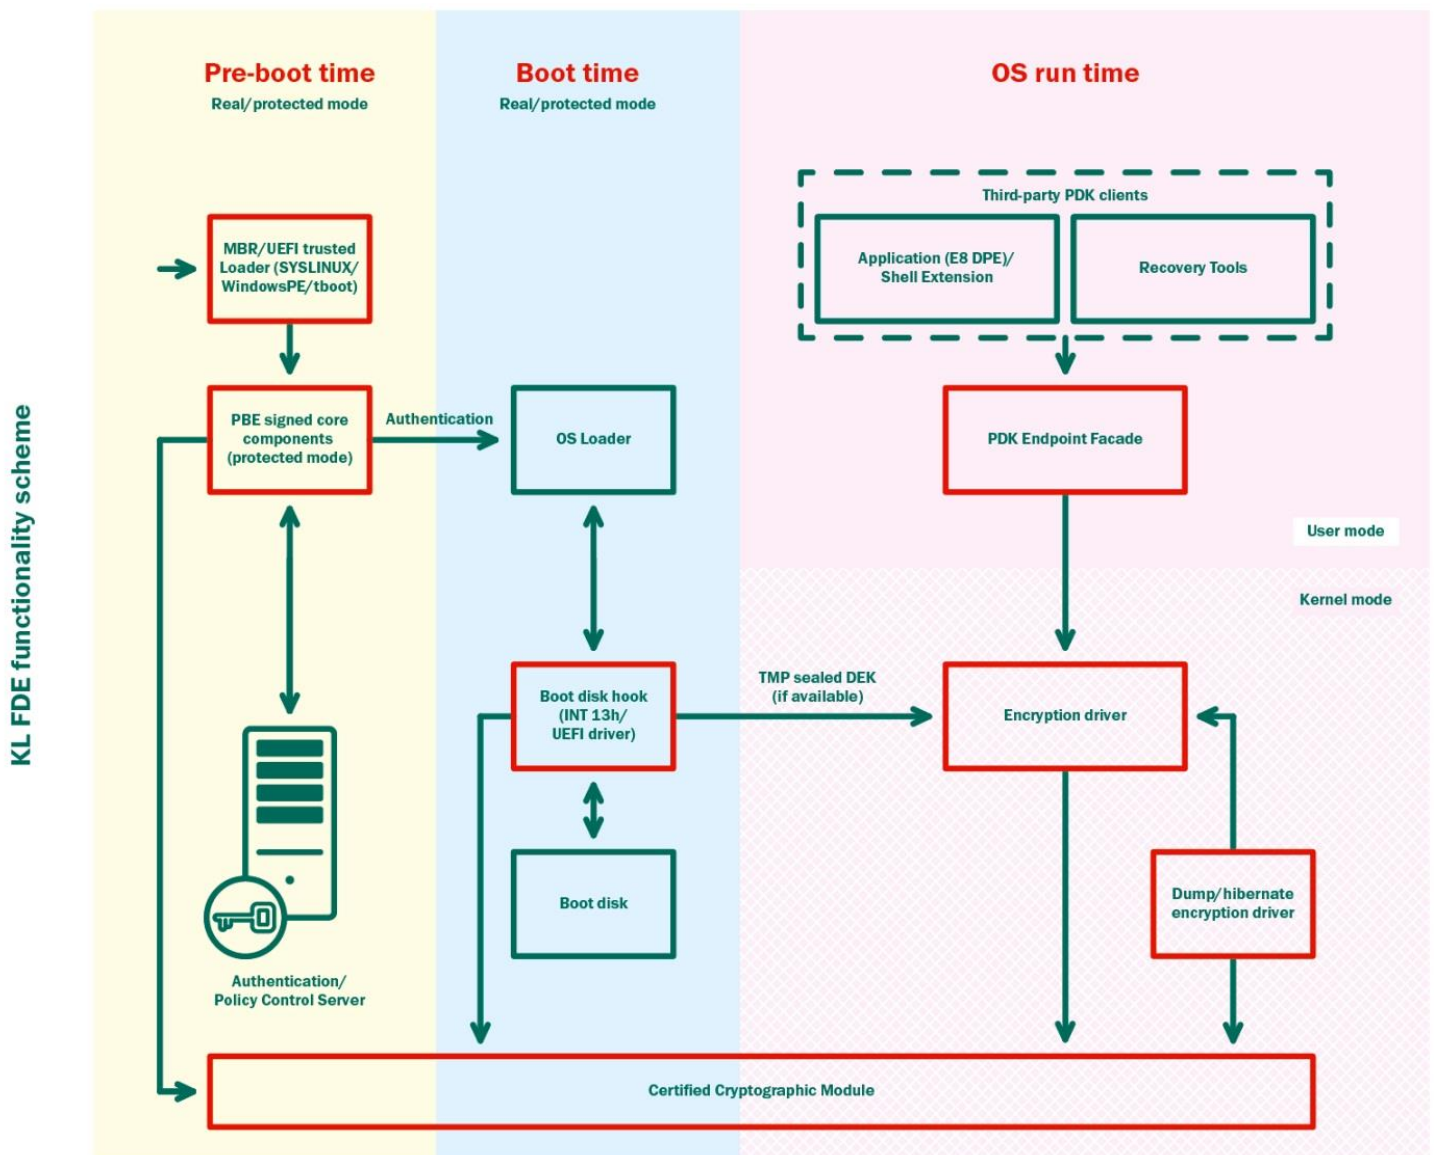 KL FDE functionality scheme
Pre-boot time
Real/protected mode
Boot time
Real/protected mode
OS run time
Third-party PDK clients
MBR/UEFI trusted
Loader (SYSLINUX/
WindowsPE/tboot)
Application (E8 DPE)/
Shell Extension
Recovery Tools
PBE signed core
components
(protected mode)
Authentication
OS Loader
PDK Endpoint Facade
User mode
Kernel mode
Boot disk hook
(INT 13h/
UEFI driver)
TMP sealed DEK
(if available)
Encryption driver
Boot disk
Dump/hibernate
encryption driver
Authentication/
Policy Control Server
Certified Cryptographic Module